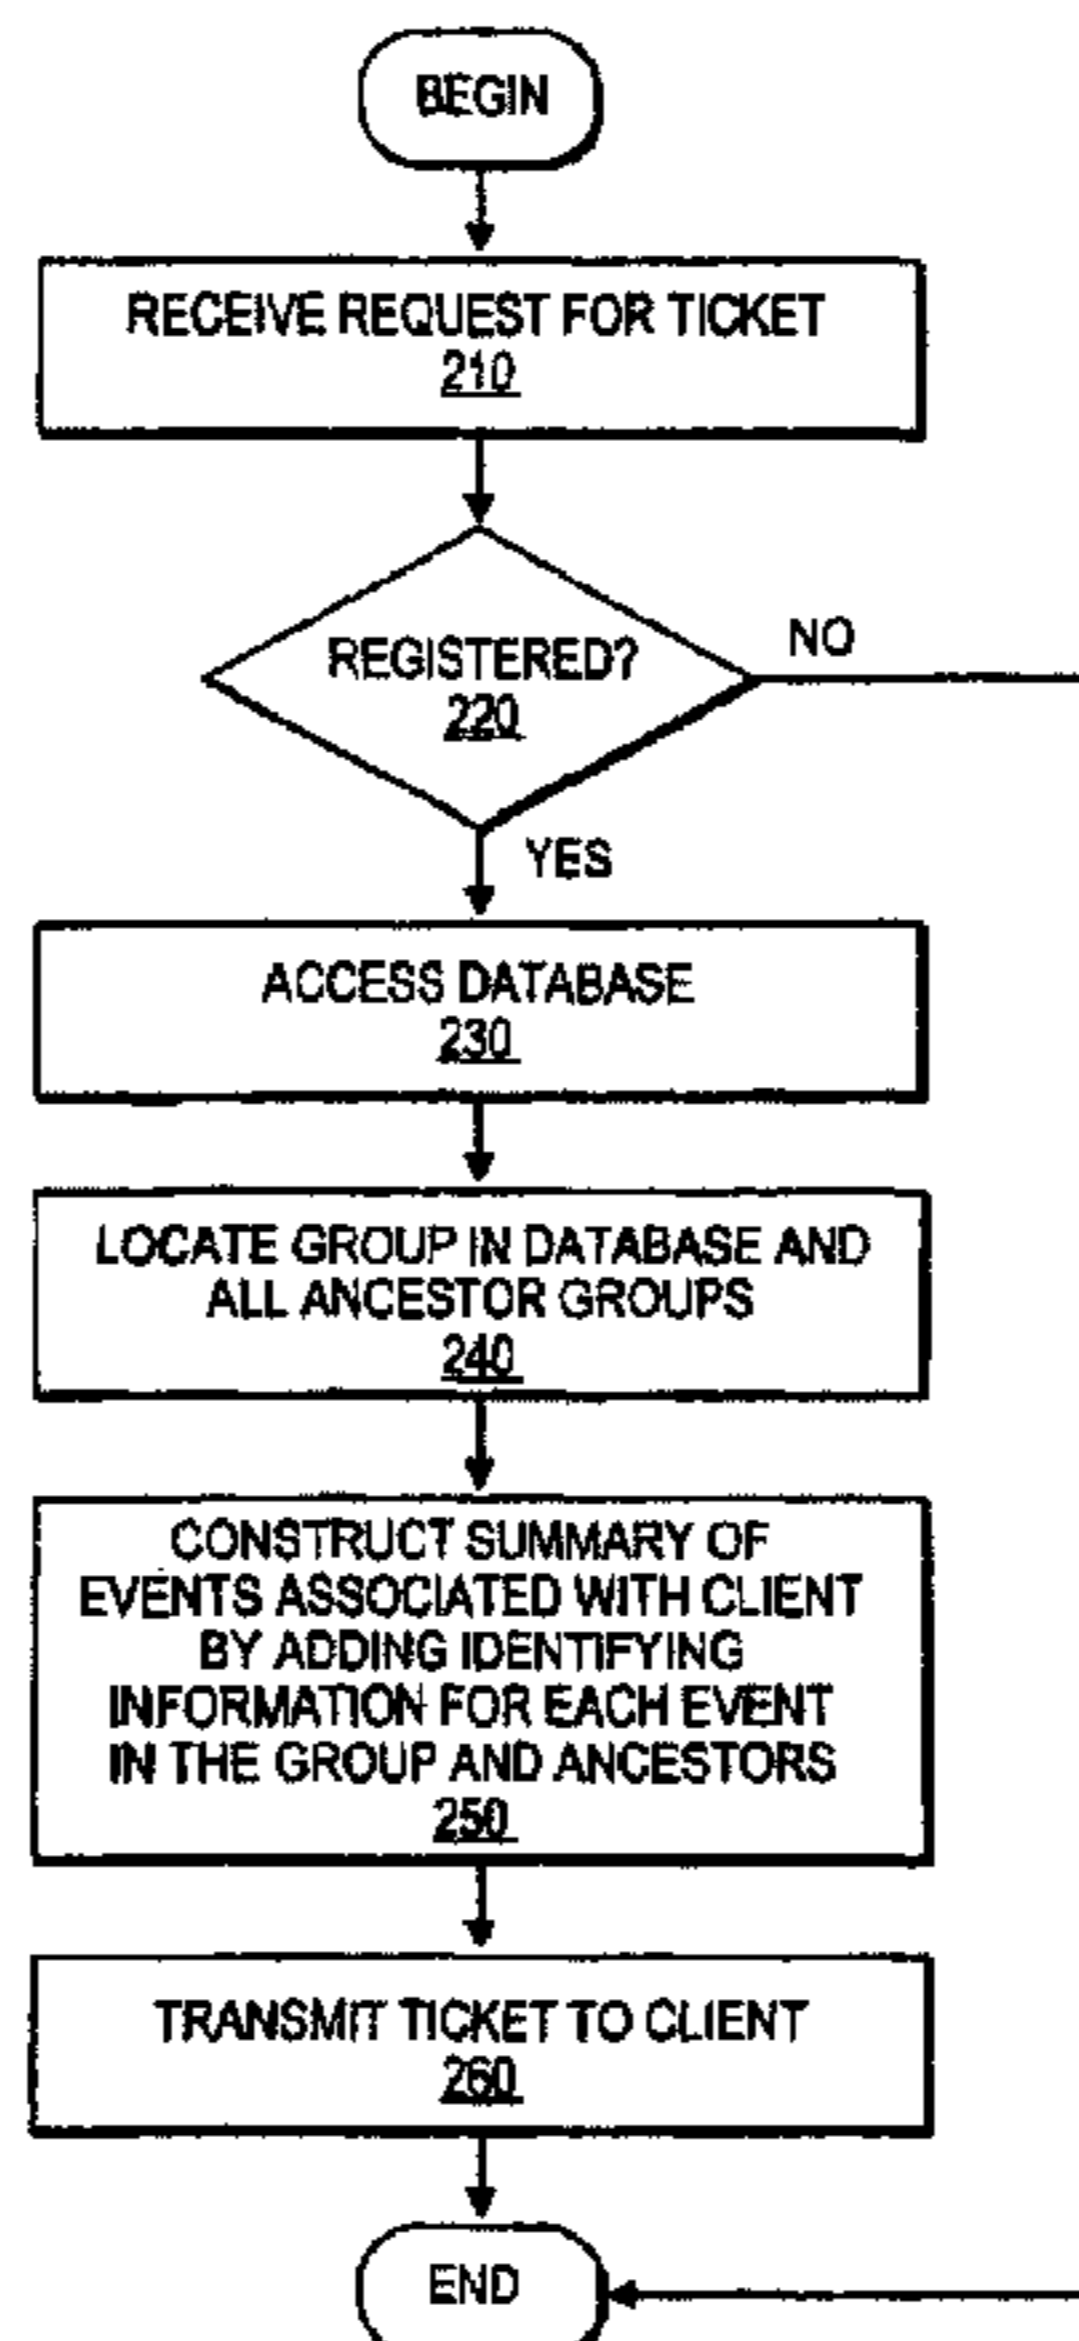 BEGIN
RECEIVE REQUEST FOR TICKET
210
REGISTERED?
220
NO
YES
ACCESS DATABASE
230
LOCATE GROUP IN DATABASE AND
ALL ANCESTOR GROUPS
240
CONSTRUCT SUMMARY OF
EVENTS ASSOCIATED WITH CLIENT
BY ADDING IDENTIFYING
INFORMATION FOR EACH EVENT
IN THE GROUP AND ANCESTORS
250
TRANSMIT TICKET TO CLIENT
260
END